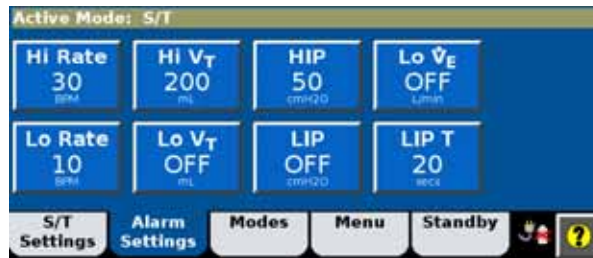 Active Mode: S/T
Hi Rate
30
BPM
Hi VT
200
mL
HIP
50
cmH2O
Lo V̇E
OFF
L/min
Lo Rate
10
BPM
Lo VT
OFF
mL
LIP
OFF
cmH2O
LIP T
20
secs
S/T
Settings
Alarm
Settings
Modes
Menu
Standby
?